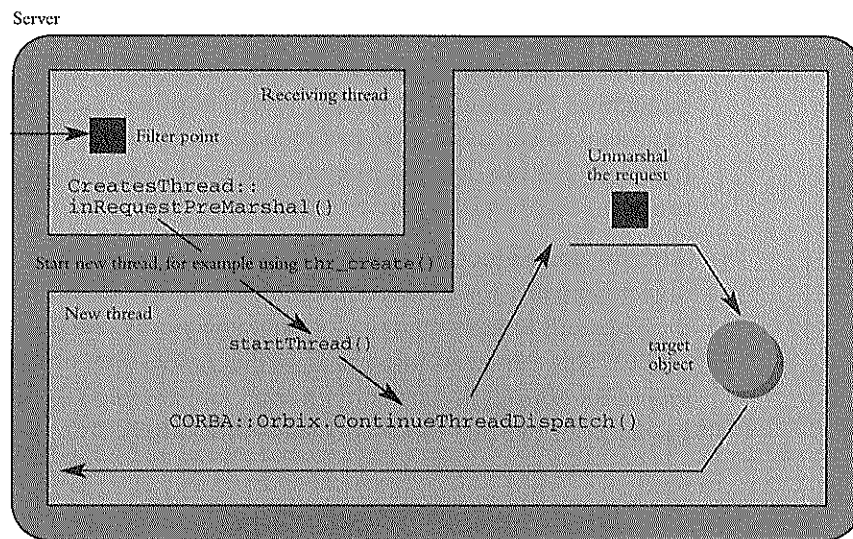 Server
Receiving thread
Filter point
CreatesThread::
inRequestPreMarshal()
Unmarshal
the request
Start new thread, for example using thr_create()
New thread
startThread()
target
object
CORBA::Orbix.ContinueThreadDispatch()